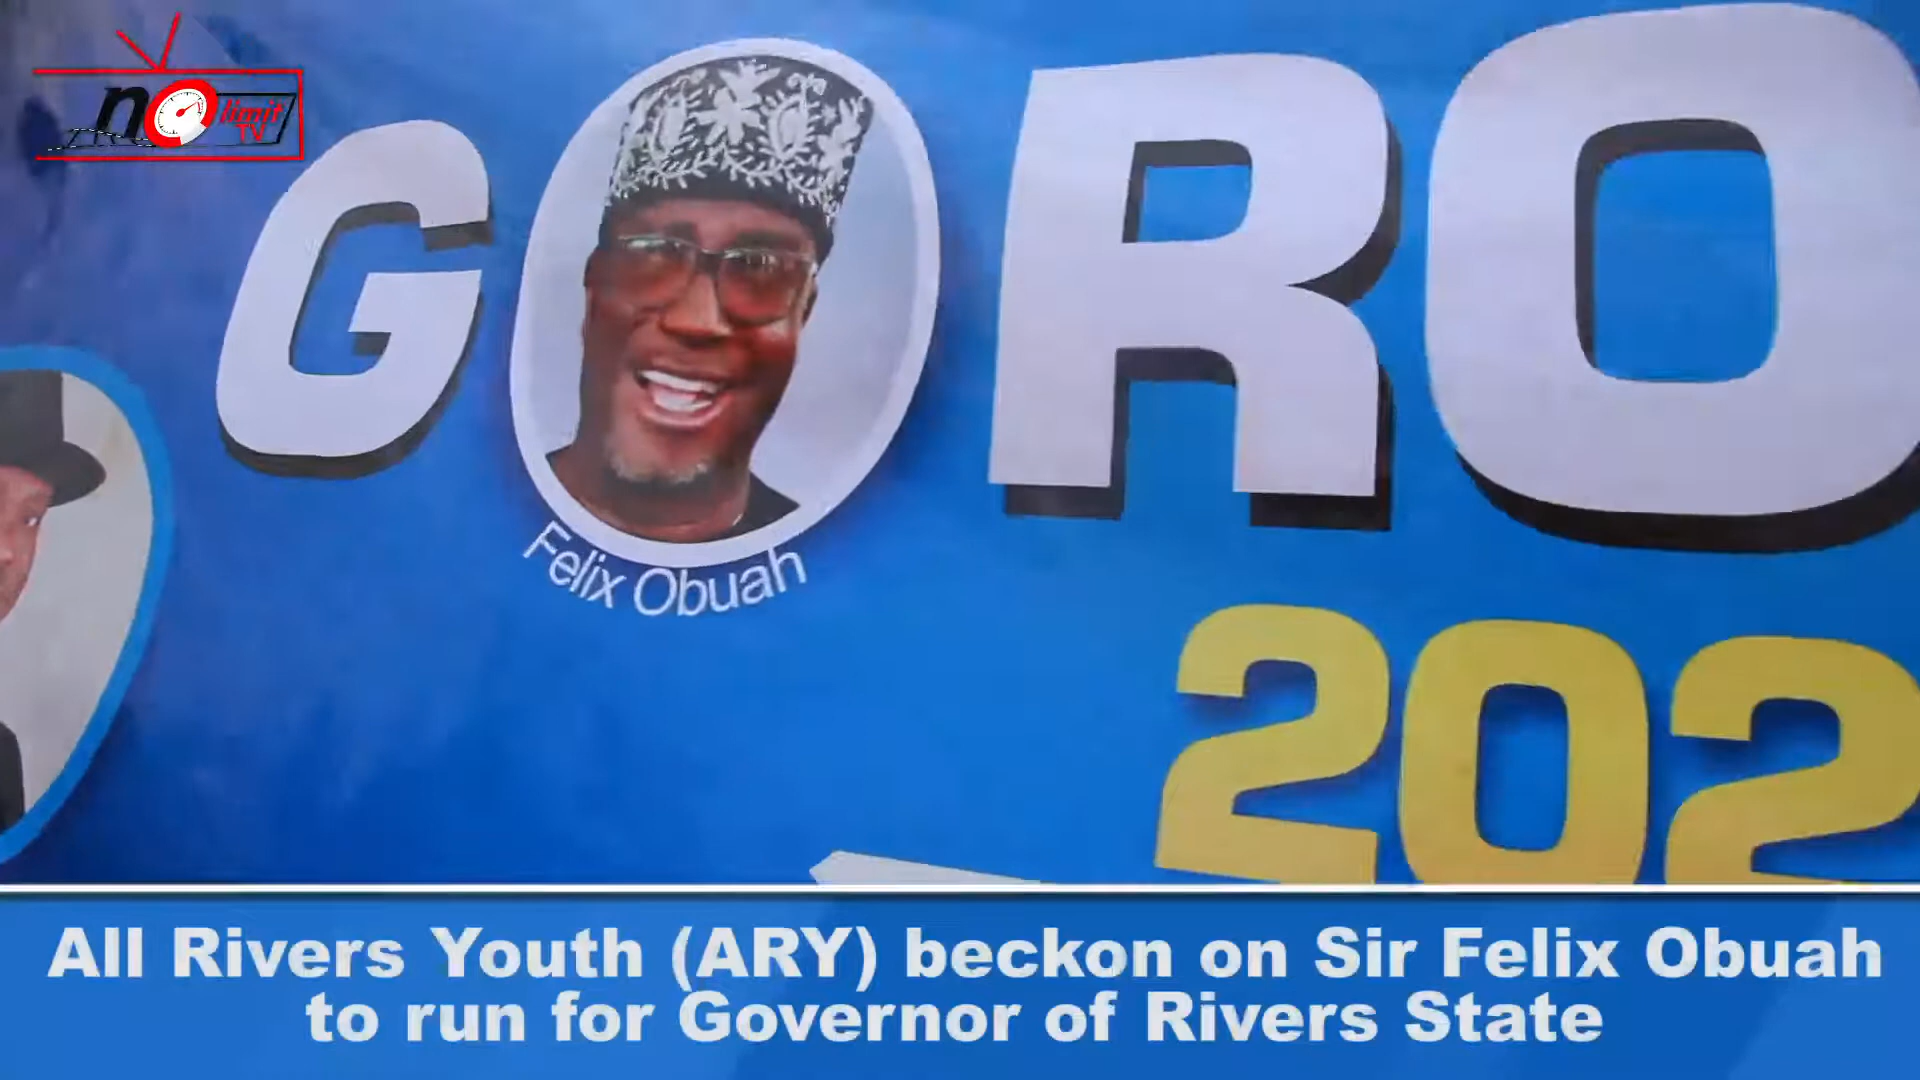 no limit
TV
GORO
Felix Obuah
202
All Rivers Youth (ARY) beckon on Sir Felix Obuah
to run for Governor of Rivers State